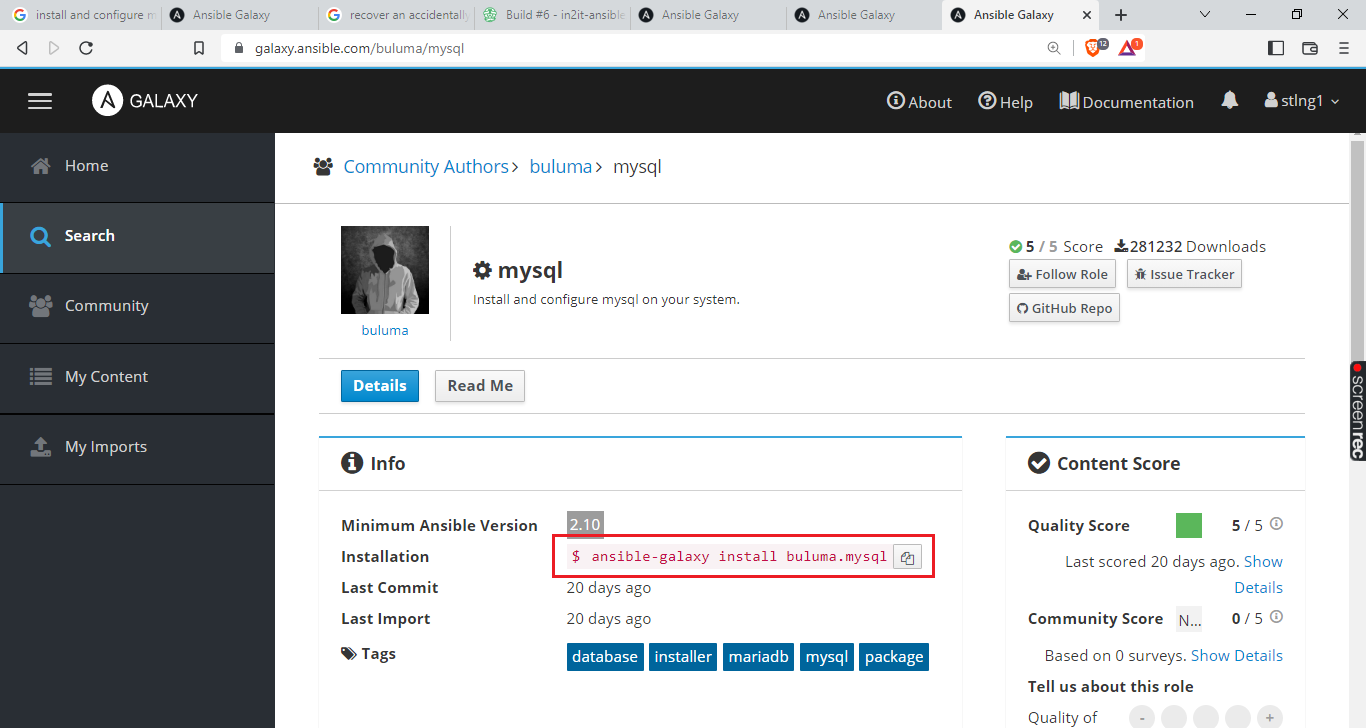 install and configure m
Ansible Galaxy
recover an accidentally
Build #6 - in2it-ansible
Ansible Galaxy
Ansible Galaxy
Ansible Galaxy
galaxy.ansible.com/buluma/mysql
12
1
GALAXY
About
Help
Documentation
stlng1
Home
Search
Community
My Content
My Imports
Community Authors > buluma > mysql
buluma
mysql
Install and configure mysql on your system.
5 / 5 Score 281232 Downloads
Follow Role
Issue Tracker
GitHub Repo
Details
Read Me
Info
Minimum Ansible Version 2.10
Installation $ ansible-galaxy install buluma.mysql
Last Commit 20 days ago
Last Import 20 days ago
Tags database installer mariadb mysql package
Content Score
Quality Score 5 / 5
Last scored 20 days ago. Show
Details
Community Score N... 0 / 5
Based on 0 surveys. Show Details
Tell us about this role
Quality of - +
screenrec